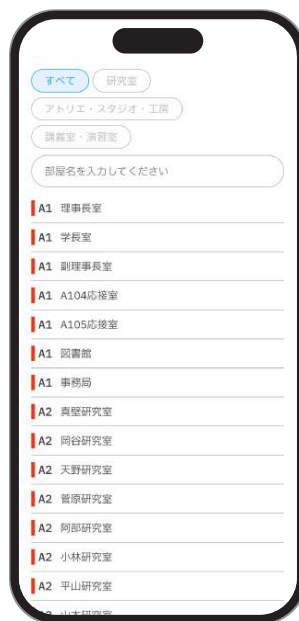 すべて 研究室
アトリエ・スタジオ・工房
講義室・演習室
部屋名を入力してください
A1 理事長室
A1 学長室
A1 副理事長室
A1 A104応接室
A1 A105応接室
A1 図書館
A1 事務局
A2 真壁研究室
A2 岡谷研究室
A2 天野研究室
A2 菅原研究室
A2 阿部研究室
A2 小林研究室
A2 平山研究室
A2 山本研究室